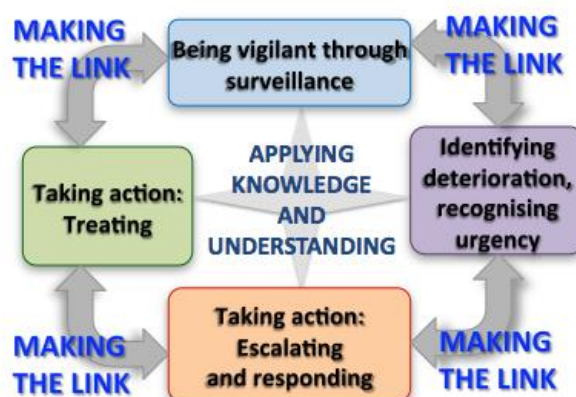 MAKING
THE LINK
Being vigilant through
surveillance
MAKING
THE LINK
Taking action:
Treating
APPLYING
KNOWLEDGE
AND
UNDERSTANDING
Identifying
deterioration,
recognising
urgency
MAKING
THE LINK
Taking action:
Escalating
and responding
MAKING
THE LINK